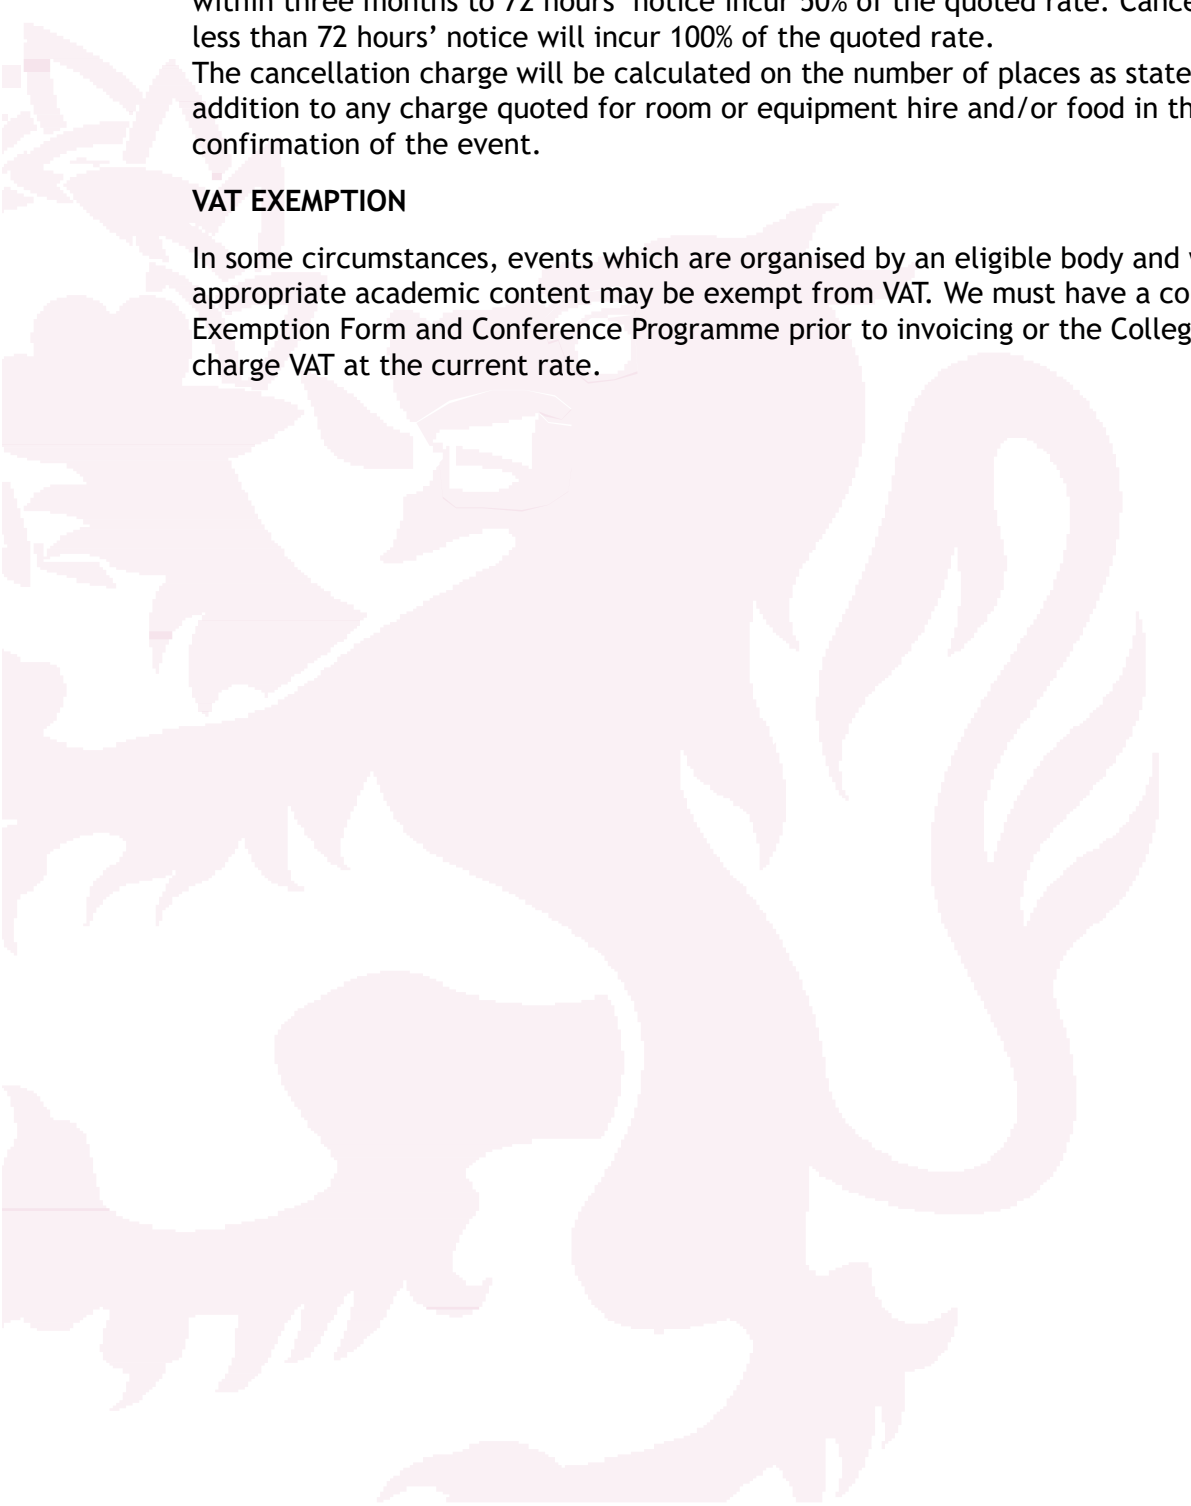 within three months to 72 hours' notice incur 50% of the quoted rate.
less than 72 hours’ notice will incur 100% of the quoted rate.
The cancellation charge will be calculated on the number of places as
addition to any charge quoted for room or equipment hire and/or food in
confirmation of the event.
VAT EXEMPTION
In some circumstances, events which are organised by an eligible body and
appropriate academic content may be exempt from VAT. We must have a
Exemption Form and Conference Programme prior to invoicing or the
charge VAT at the current rate.